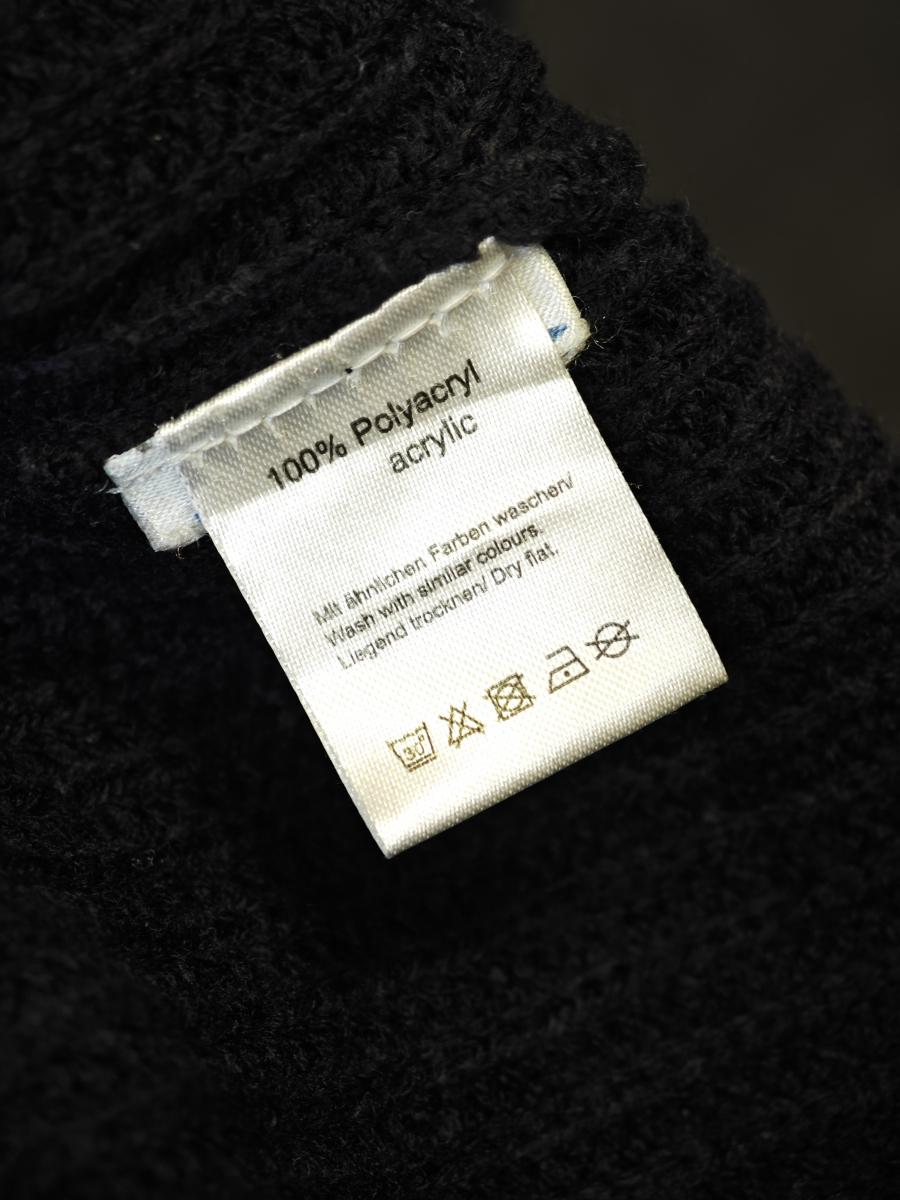 100% Polyacryl
acrylic
Mit ähnlichen Farben waschen/
Wash with similar colours.
Liegend trocknen/ Dry flat.
30°